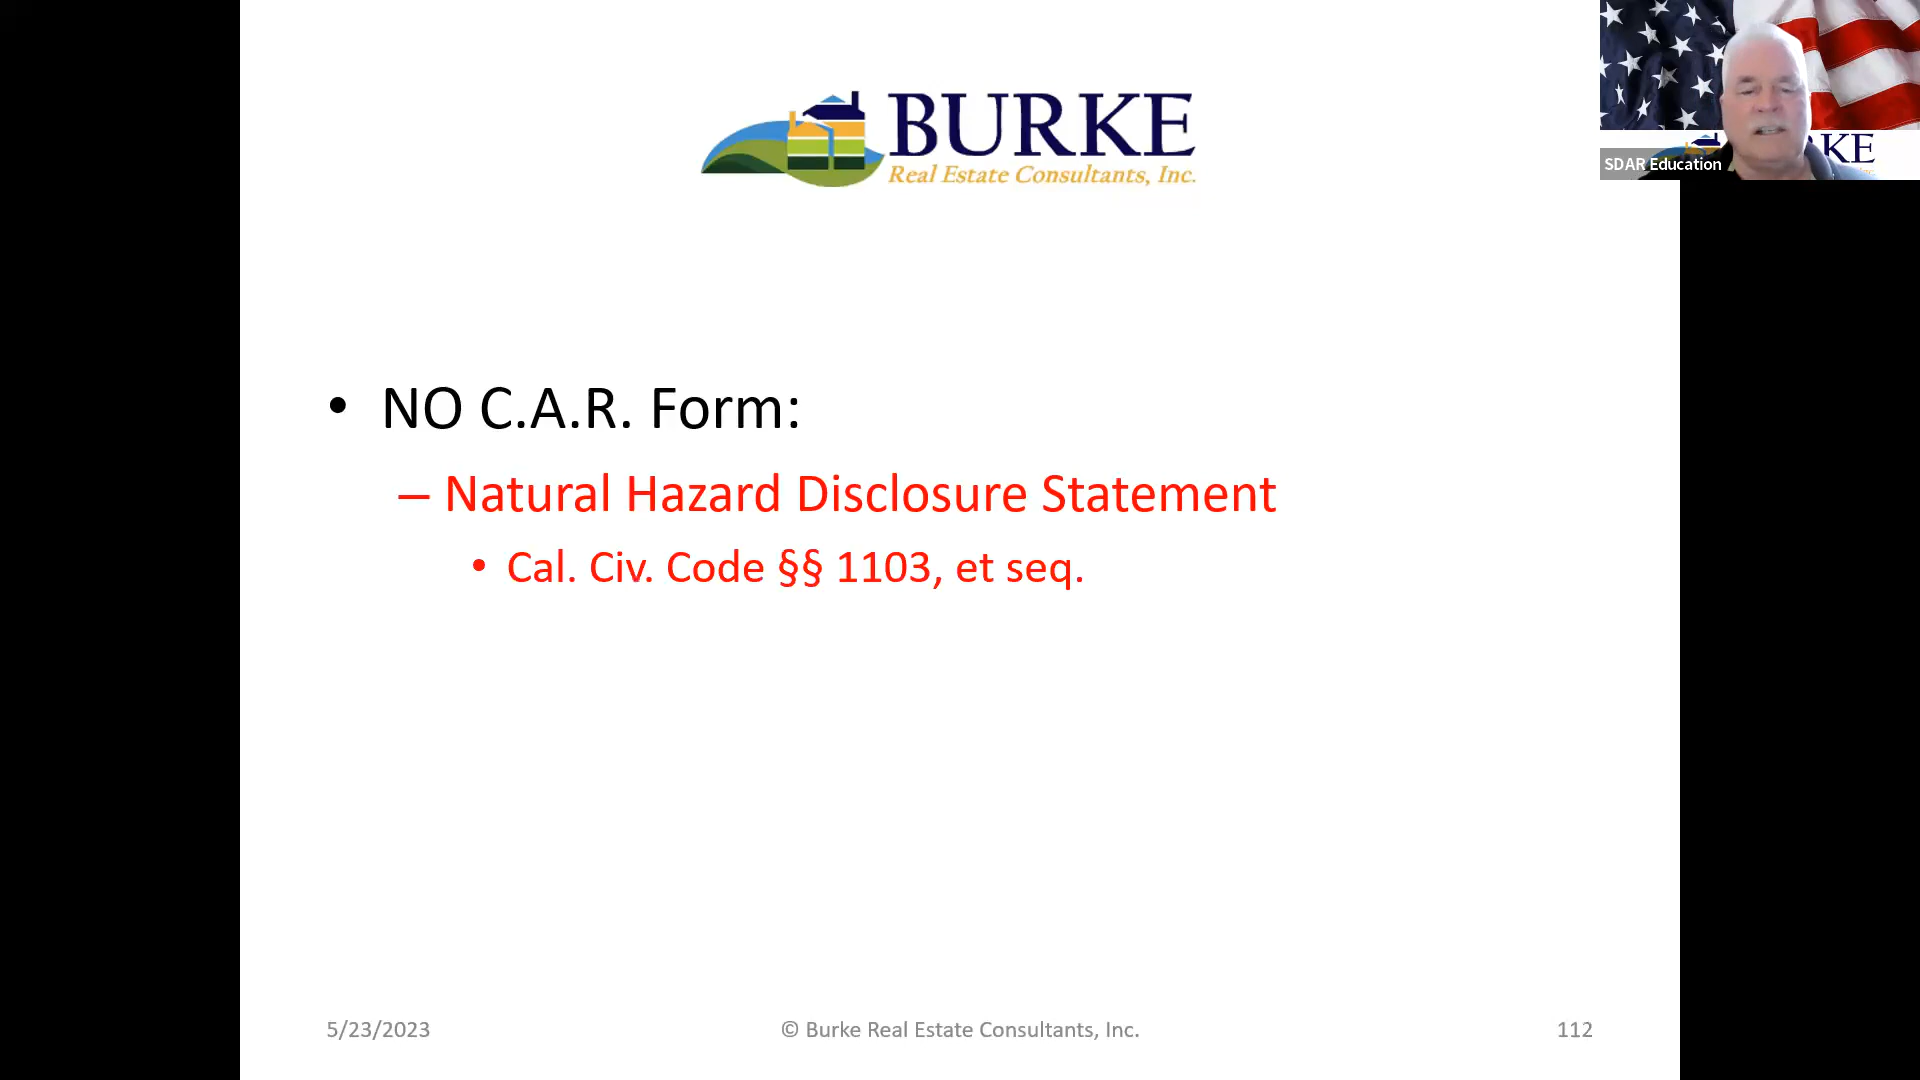 BURKE
Real Estate Consultants, Inc.
KE
SDAR Education
• NO C.A.R. Form:
– Natural Hazard Disclosure Statement
• Cal. Civ. Code §§ 1103, et seq.
5/23/2023
© Burke Real Estate Consultants, Inc.
112